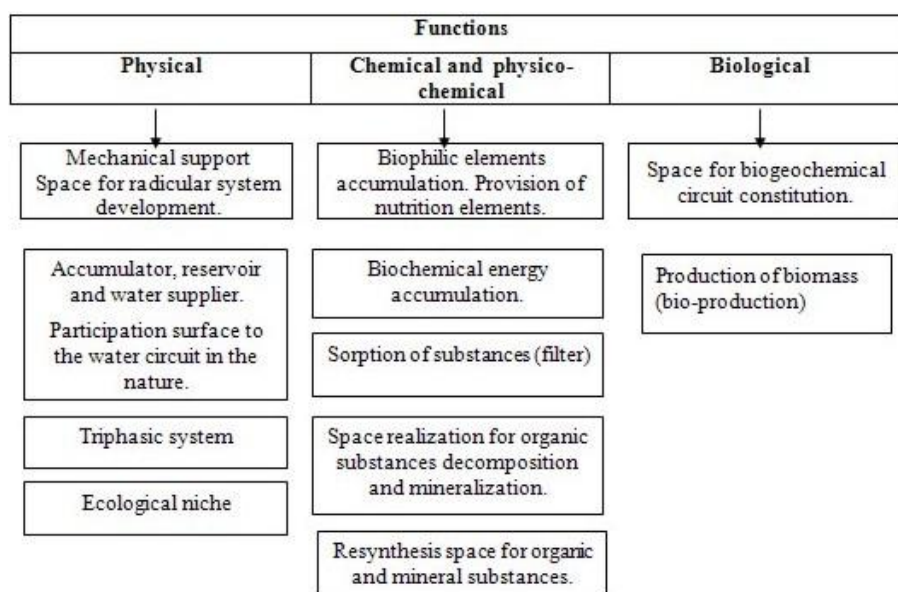 Functions
Physical
Chemical and physico-
chemical
Biological
Mechanical support
Space for radicular system
development.
Accumulator, reservoir
and water supplier.
Participation surface to
the water circuit in the
nature.
Triphasic system
Ecological niche
Biophilic elements
accumulation. Provision of
nutrition elements.
Biochemical energy
accumulation.
Sorption of substances (filter)
Space realization for organic
substances decomposition
and mineralization.
Resynthesis space for organic
and mineral substances.
Space for biogeochemical
circuit constitution.
Production of biomass
(bio-production)